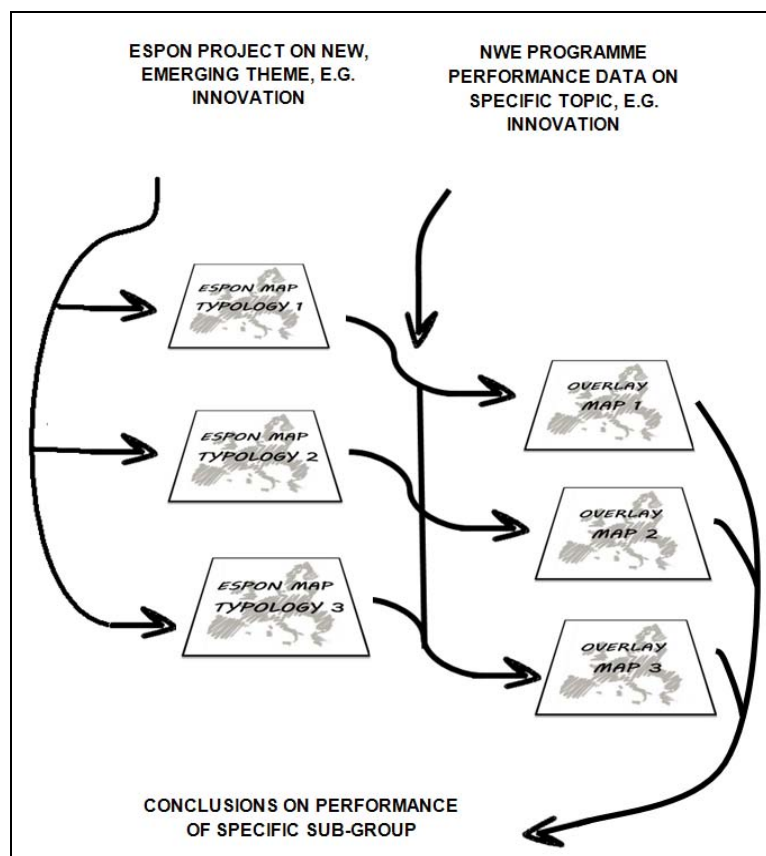 ESPON PROJECT ON NEW,
EMERGING THEME, E.G.
INNOVATION
NWE PROGRAMME
PERFORMANCE DATA ON
SPECIFIC TOPIC, E.G.
INNOVATION
ESPON MAP
TYPOLOGY 1
OVERLAY
MAP 1
ESPON MAP
TYPOLOGY 2
OVERLAY
MAP 2
ESPON MAP
TYPOLOGY 3
OVERLAY
MAP 3
CONCLUSIONS ON PERFORMANCE
OF SPECIFIC SUB-GROUP